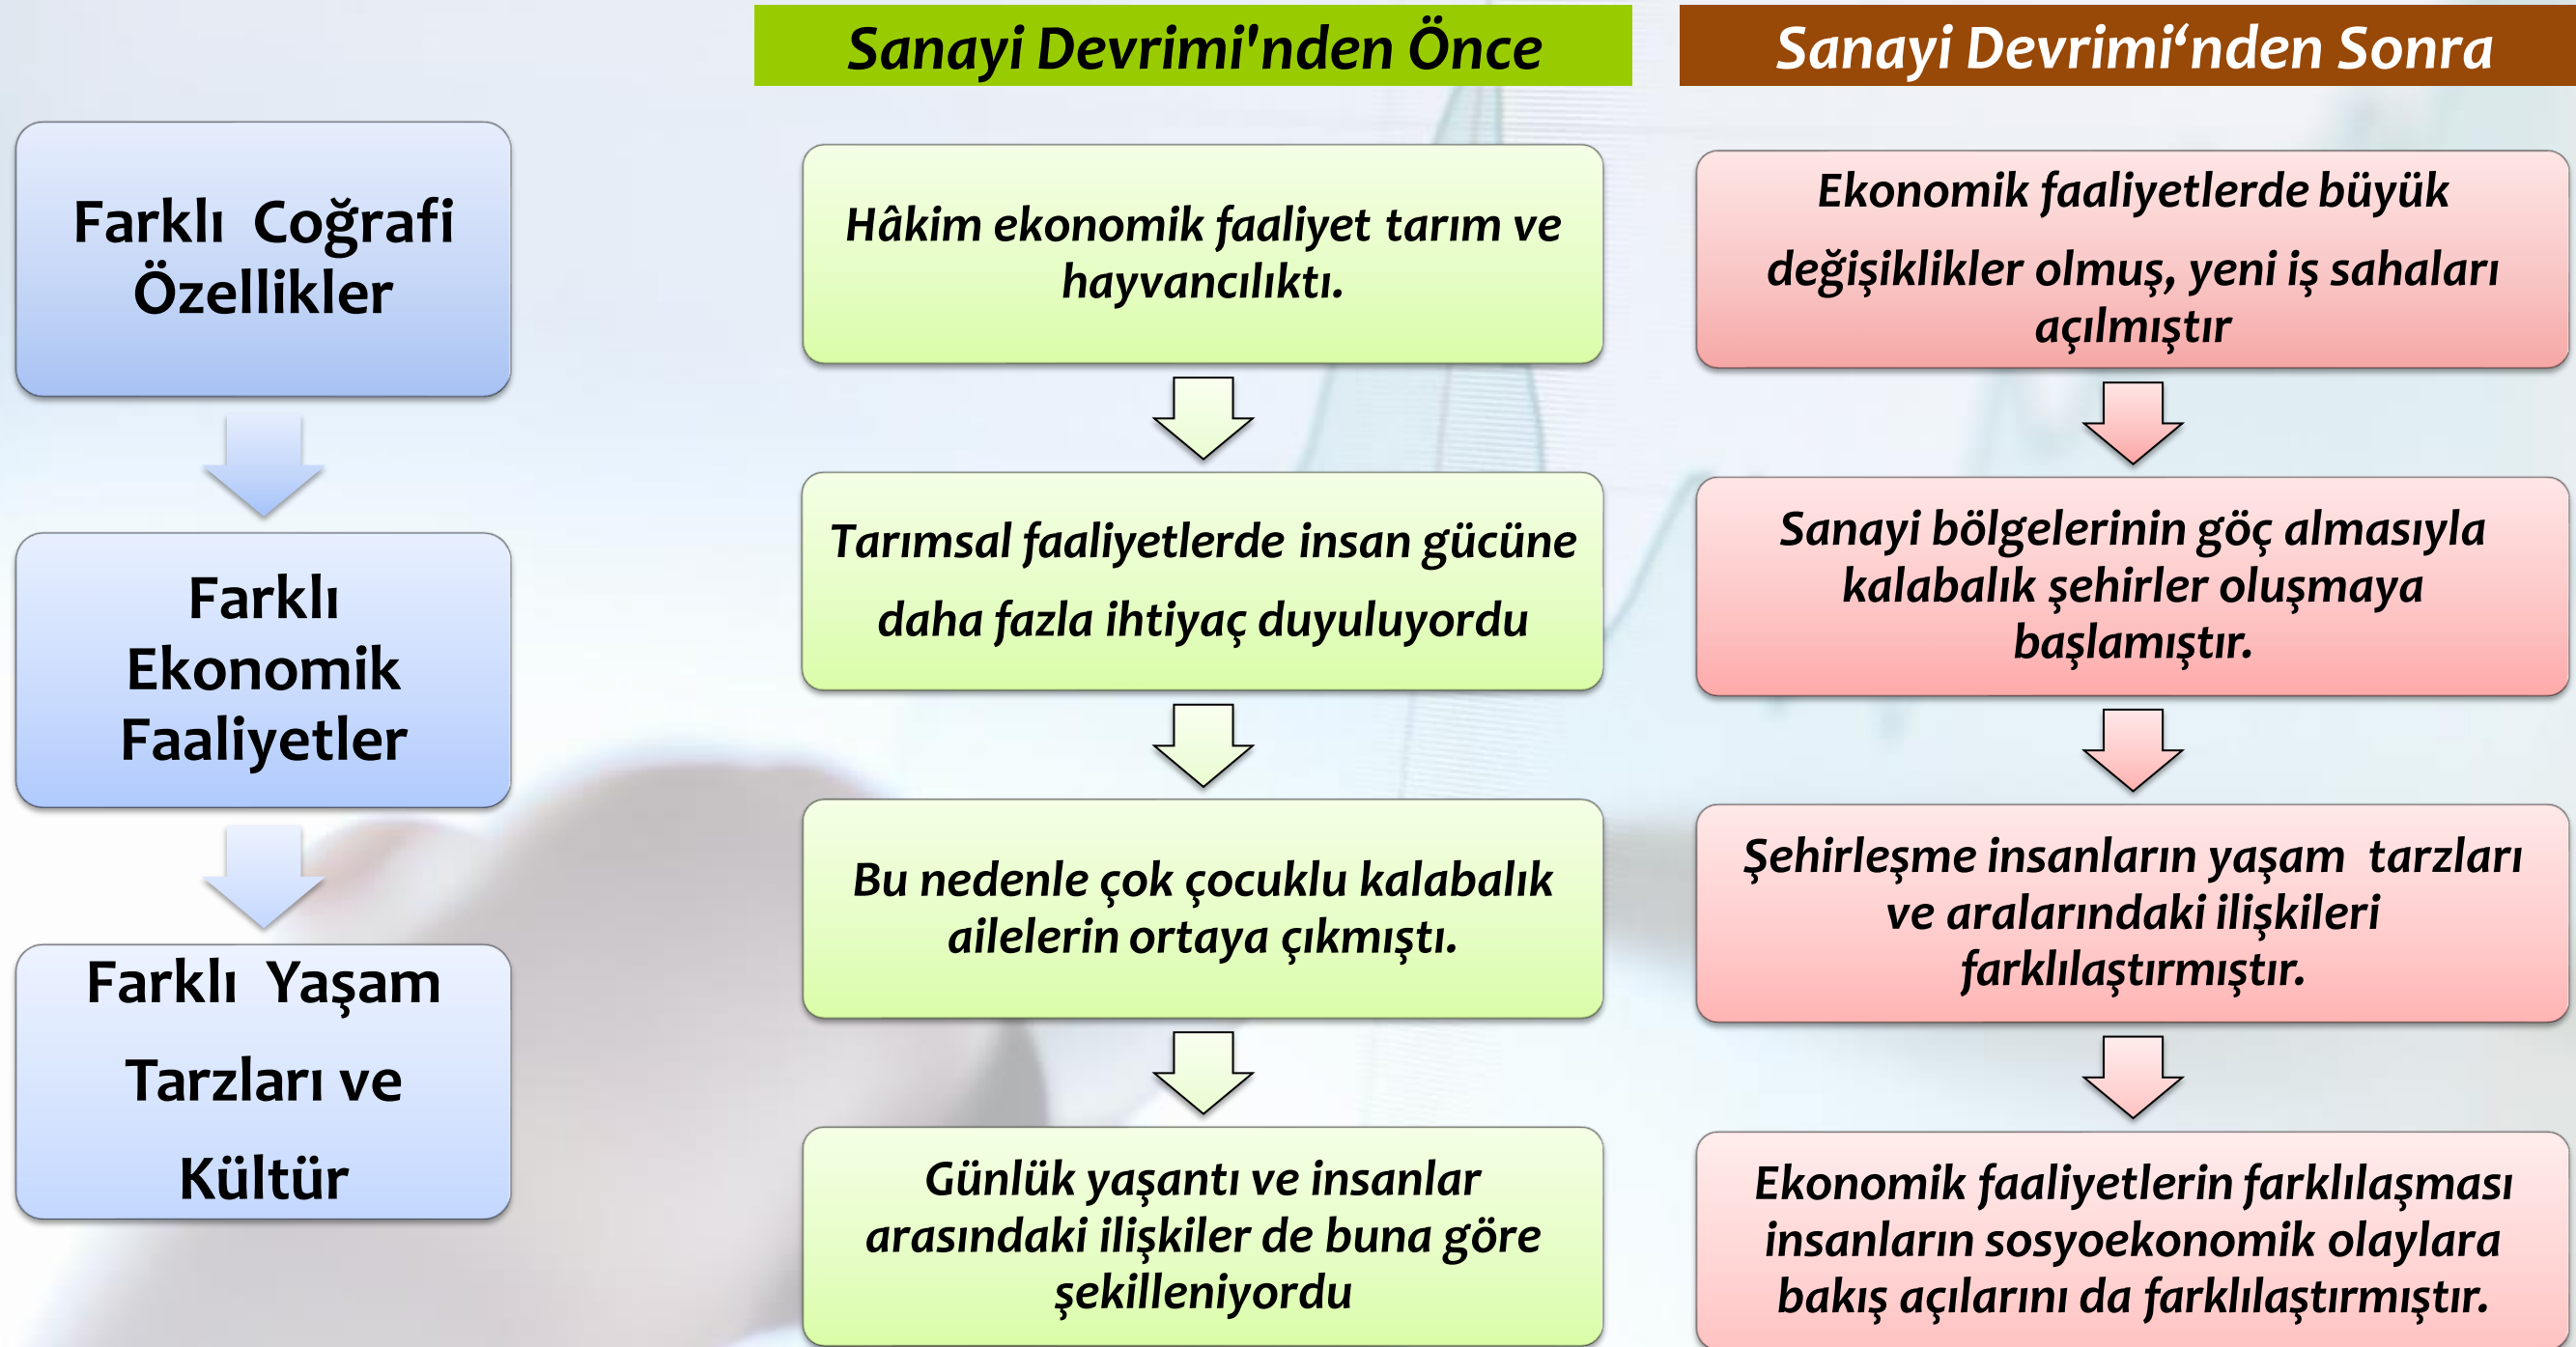 Sanayi Devrimi'nden Önce
Sanayi Devrimi‘nden Sonra
Farklı Coğrafi
Özellikler
Farklı
Ekonomik
Faaliyetler
Farklı Yaşam
Tarzları ve
Kültür
Hâkim ekonomik faaliyet tarım ve
hayvancılıktı.
Tarımsal faaliyetlerde insan gücüne
daha fazla ihtiyaç duyuluyordu
Bu nedenle çok çocuklu kalabalık
ailelerin ortaya çıkmıştı.
Günlük yaşantı ve insanlar
arasındaki ilişkiler de buna göre
şekilleniyordu
Ekonomik faaliyetlerde büyük
değişiklikler olmuş, yeni iş sahaları
açılmıştır
Sanayi bölgelerinin göç almasıyla
kalabalık şehirler oluşmaya
başlamıştır.
Şehirleşme insanların yaşam tarzları
ve aralarındaki ilişkileri
farklılaştırmıştır.
Ekonomik faaliyetlerin farklılaşması
insanların sosyoekonomik olaylara
bakış açılarını da farklılaştırmıştır.